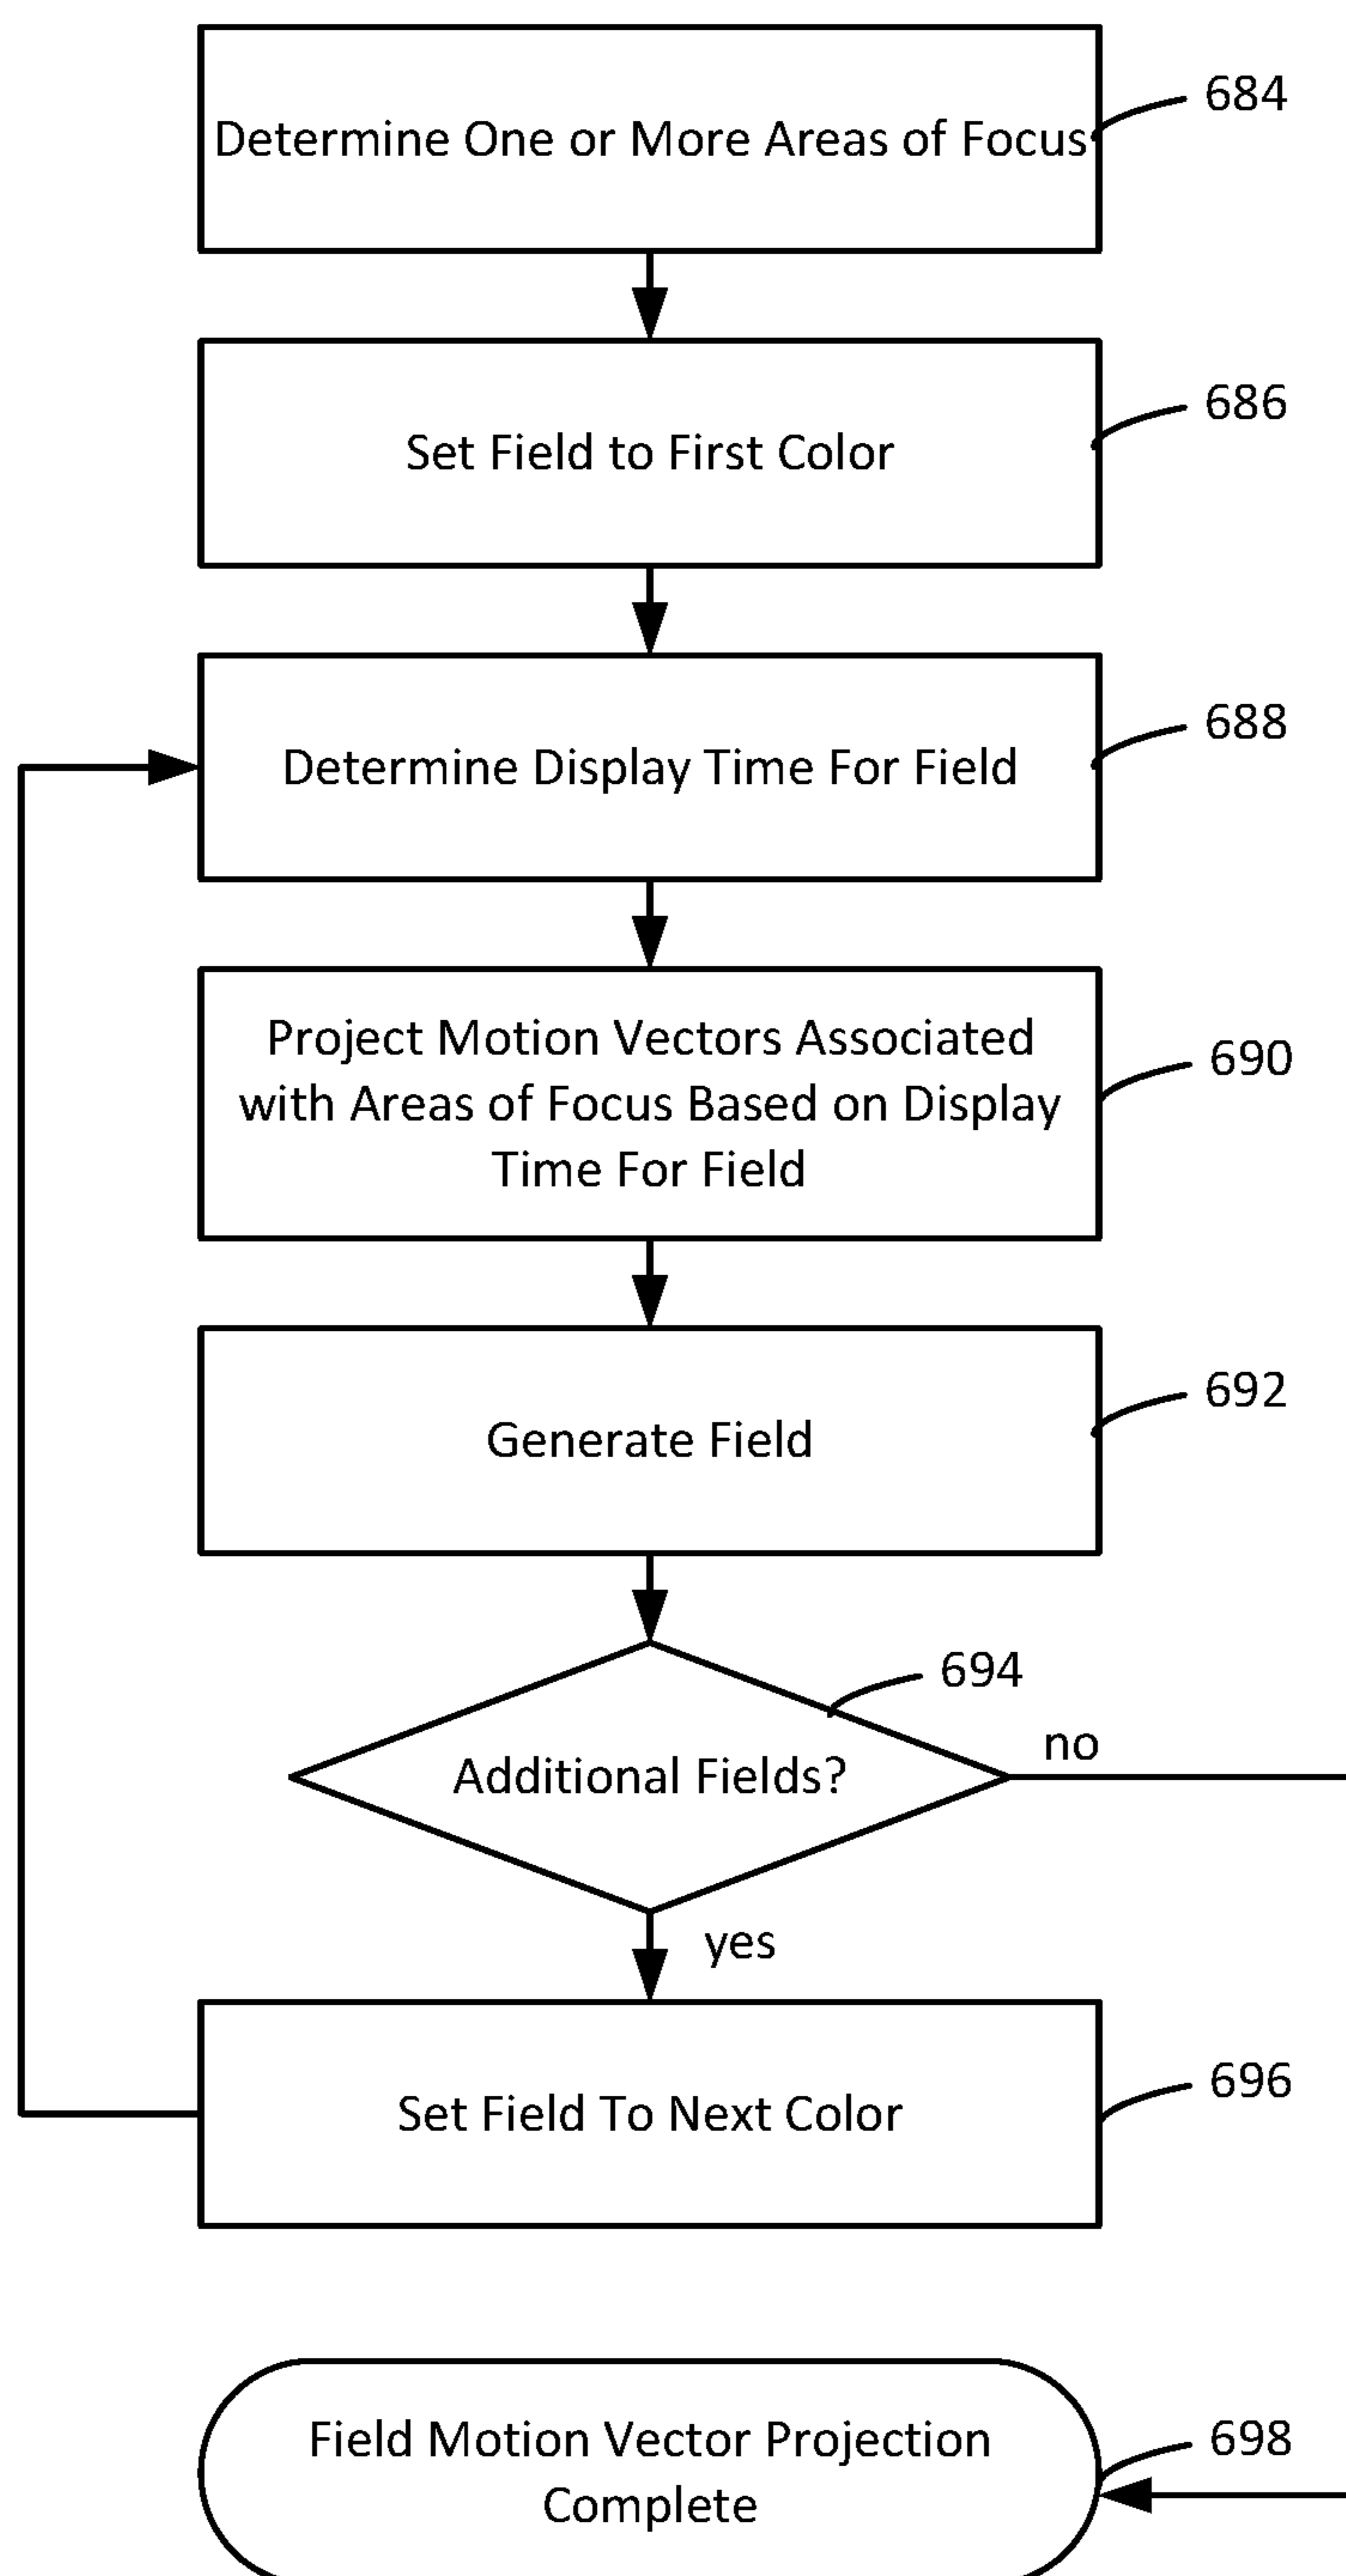 Determine One or More Areas of Focus
684
Set Field to First Color
686
Determine Display Time For Field
688
Project Motion Vectors Associated
with Areas of Focus Based on Display
Time For Field
690
Generate Field
692
694
Additional Fields?
no
yes
Set Field To Next Color
696
Field Motion Vector Projection
Complete
698